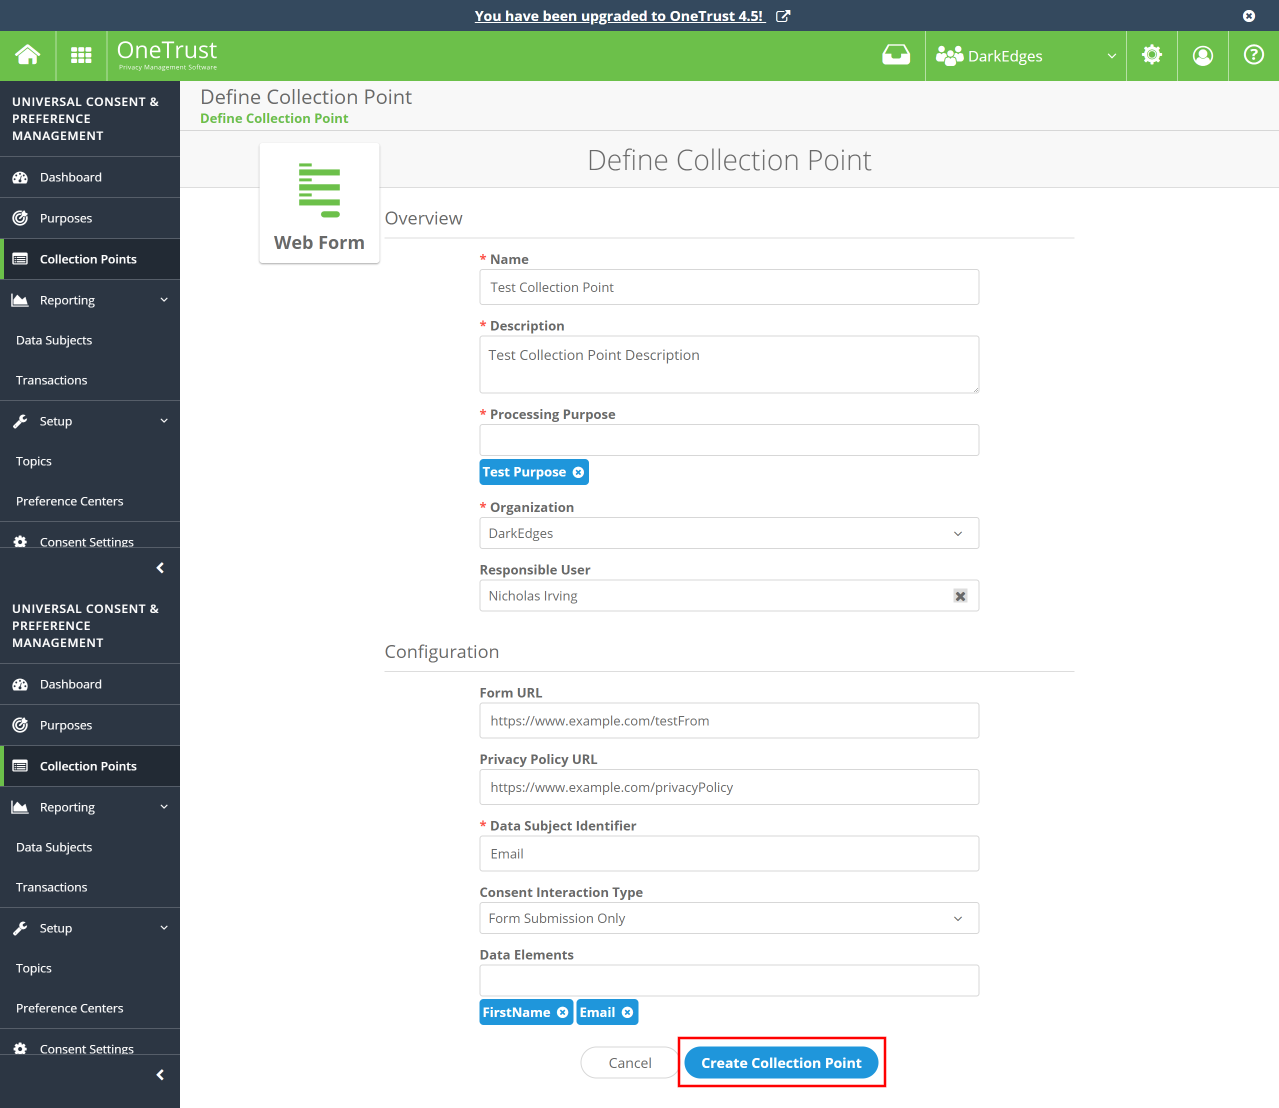 You have been upgraded to OneTrust 4.5!
OneTrust
Privacy Management Software
DarkEdges
UNIVERSAL CONSENT &
PREFERENCE
MANAGEMENT
Dashboard
Purposes
Collection Points
Reporting
Data Subjects
Transactions
Setup
Topics
Preference Centers
Consent Settings
UNIVERSAL CONSENT &
PREFERENCE
MANAGEMENT
Dashboard
Purposes
Collection Points
Reporting
Data Subjects
Transactions
Setup
Topics
Preference Centers
Consent Settings
Define Collection Point
Define Collection Point
Define Collection Point
Web Form
Overview
* Name
Test Collection Point
* Description
Test Collection Point Description
* Processing Purpose
Test Purpose
* Organization
DarkEdges
Responsible User
Nicholas Irving
Configuration
Form URL
https://www.example.com/testFrom
Privacy Policy URL
https://www.example.com/privacyPolicy
* Data Subject Identifier
Email
Consent Interaction Type
Form Submission Only
Data Elements
FirstName Email
Cancel Create Collection Point